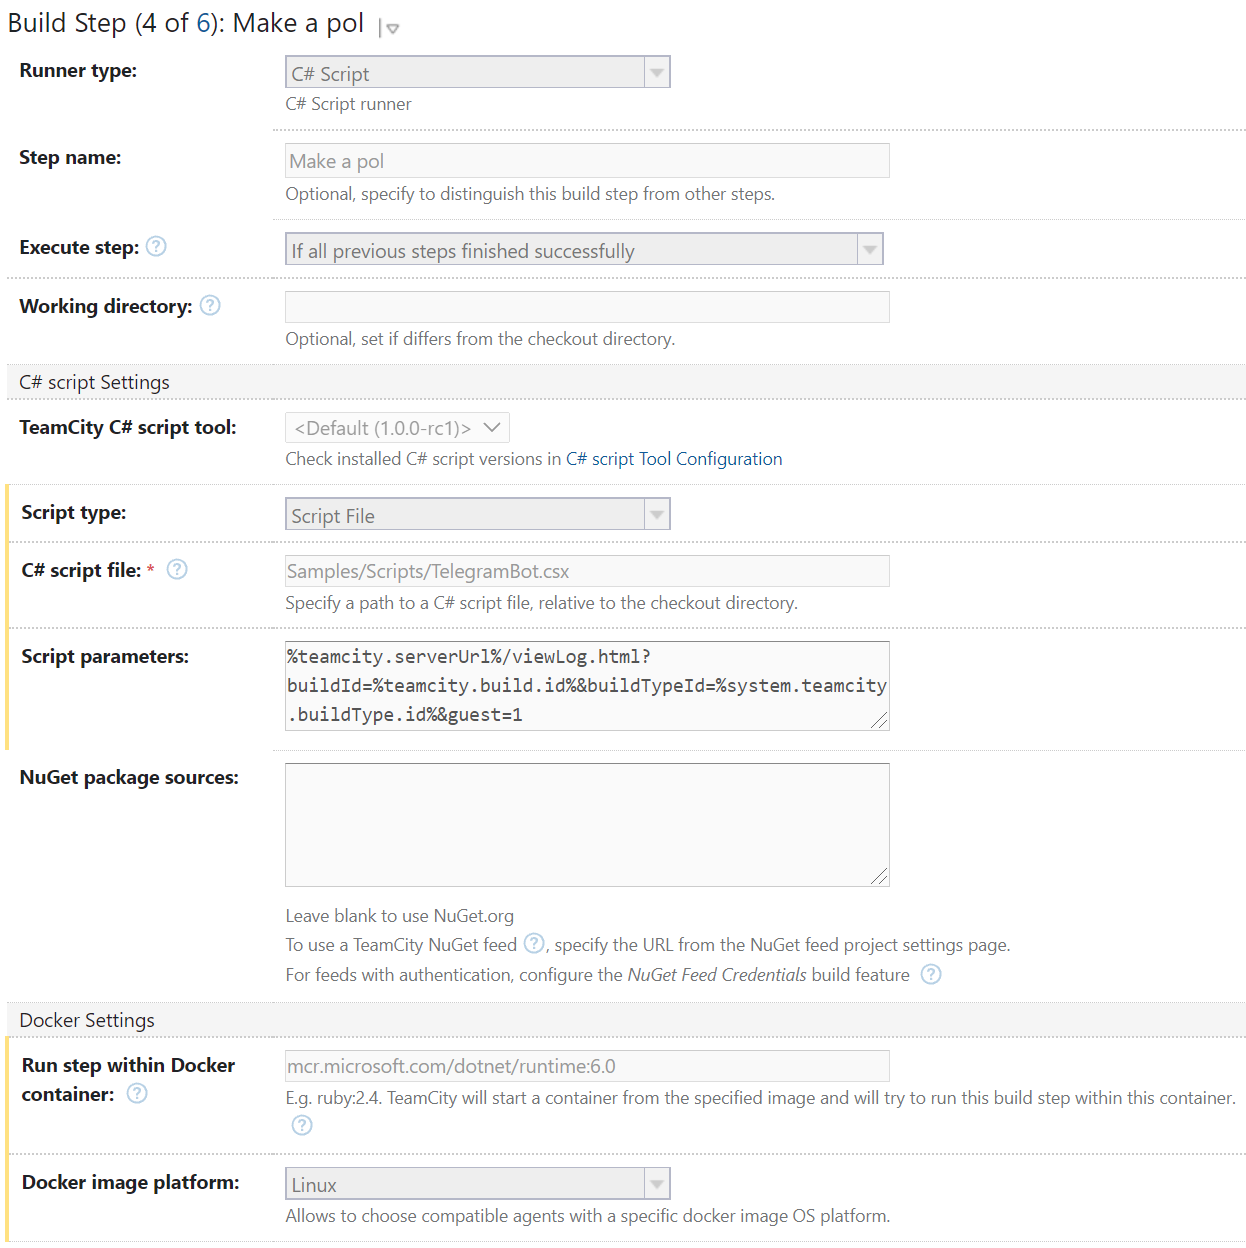 Build Step (4 of 6): Make a pol
Runner type:
C# Script
C# Script runner
Step name:
Make a pol
Optional, specify to distinguish this build step from other steps.
Execute step:
If all previous steps finished successfully
Working directory:
Optional, set if differs from the checkout directory.
C# script Settings
TeamCity C# script tool:
<Default (1.0.0-rc1)>
Check installed C# script versions in C# script Tool Configuration
Script type:
Script File
C# script file: *
Samples/Scripts/TelegramBot.csx
Specify a path to a C# script file, relative to the checkout directory.
Script parameters:
%teamcity.serverUrl%/viewLog.html?
buildId=%teamcity.build.id%&buildTypeId=%system.teamcity
.buildType.id%&guest=1
NuGet package sources:
Leave blank to use NuGet.org
To use a TeamCity NuGet feed ?, specify the URL from the NuGet feed project settings page.
For feeds with authentication, configure the NuGet Feed Credentials build feature ?
Docker Settings
Run step within Docker
container:
mcr.microsoft.com/dotnet/runtime:6.0
E.g. ruby:2.4. TeamCity will start a container from the specified image and will try to run this build step within this container.
Docker image platform:
Linux
Allows to choose compatible agents with a specific docker image OS platform.